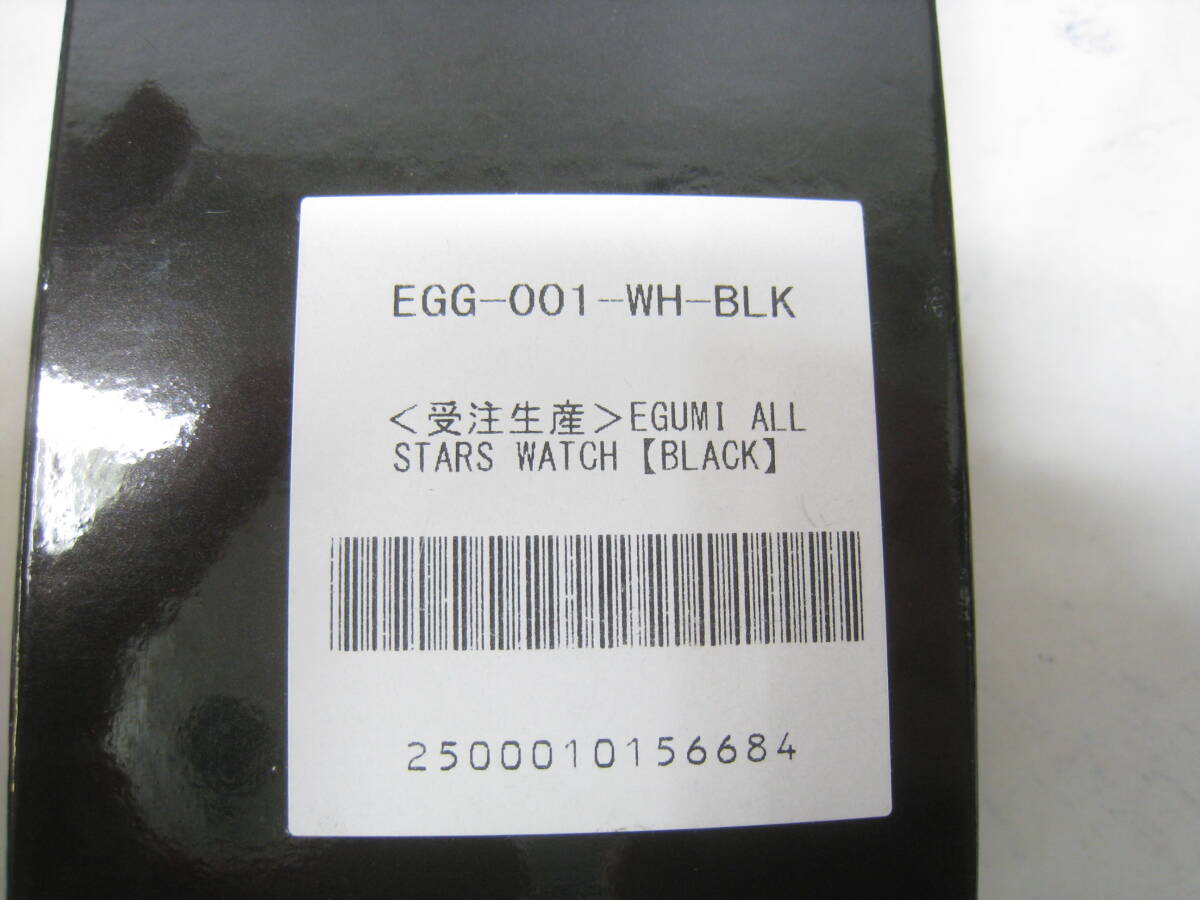 EGG-001-WH-BLK
＜受注生産＞EGUMI ALL
STARS WATCH【BLACK】
2500010156684